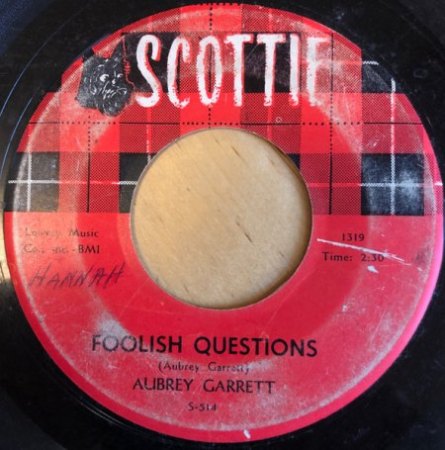 SCOTTIE
Music
-BMI
HANNAH
1319
Time: 2:30
FOOLISH QUESTIONS
(Aubrey Garrett)
AUBREY GARRETT
S-514